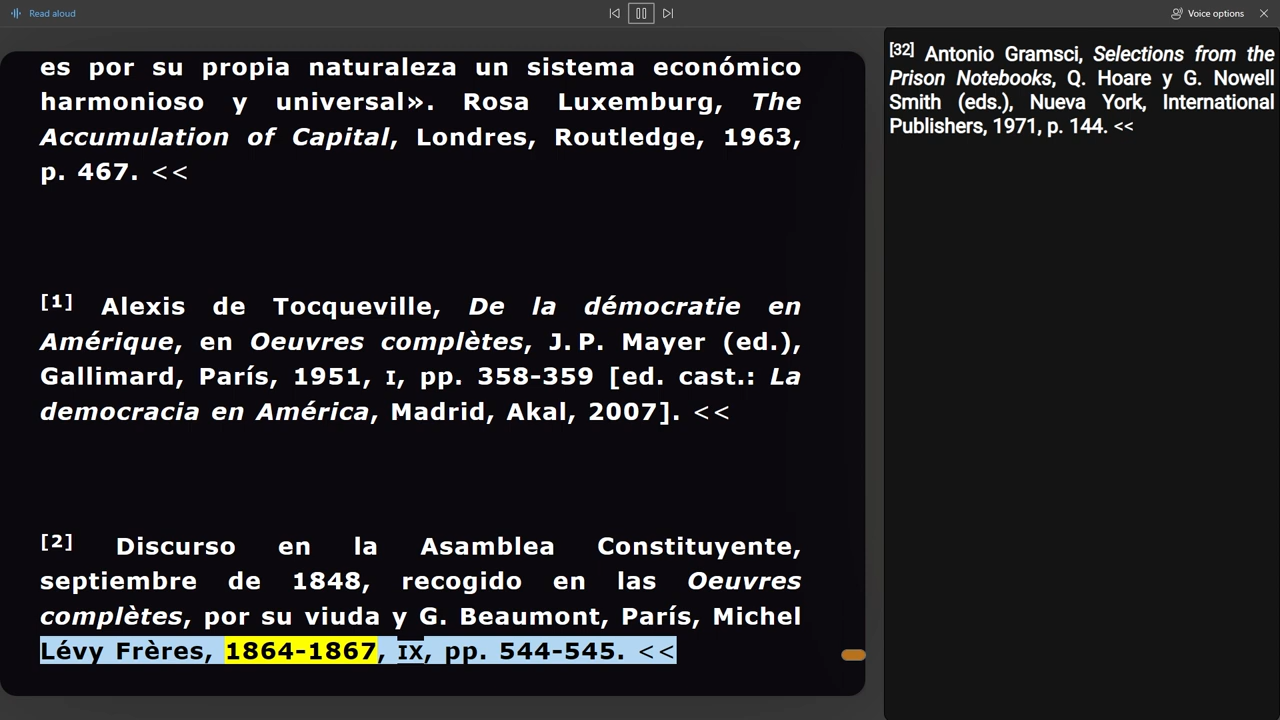 Read aloud
Voice options
es por su propia naturaleza un sistema económico
harmonioso y universal». Rosa Luxemburg, The
Accumulation of Capital, Londres, Routledge, 1963,
p. 467. <<
[1] Alexis de Tocqueville, De la démocratie en
Amérique, en Oeuvres complètes, J. P. Mayer (ed.),
Gallimard, París, 1951, I, pp. 358-359 [ed. cast.: La
democracia en América, Madrid, Akal, 2007]. <<
[2] Discurso en la Asamblea Constituyente,
septiembre de 1848, recogido en las Oeuvres
complètes, por su viuda y G. Beaumont, París, Michel
Lévy Frères, 1864-1867, IX, pp. 544-545. <<
[32] Antonio Gramsci, Selections from the
Prison Notebooks, Q. Hoare y G. Nowell
Smith (eds.), Nueva York, International
Publishers, 1971, p. 144. <<